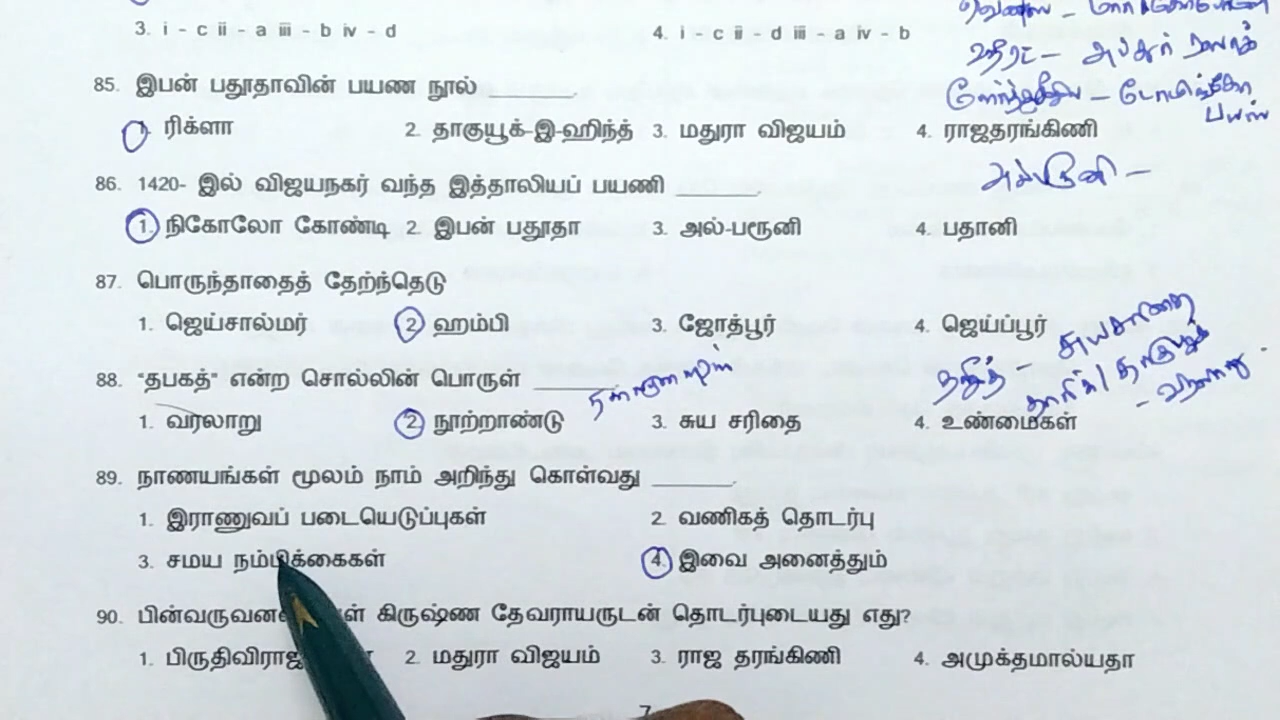 3. i - c ii - a iii - b iv - d
4. i - c ii - d iii - a iv - b
85. இபன் பதூதாவின் பயண நூல் ________
ரிக்ளா 2. தாகுயூக்-இ-ஹிந்த் 3. மதுரா விஜயம் 4. ராஜதரங்கிணி
86. 1420- இல் விஜயநகர் வந்த இத்தாலியப் பயணி ________.
1. நிகோலோ கோண்டி 2. இபன் பதூதா 3. அல்-பரூனி 4. பதானி
87. பொருந்தாதைத் தேர்ந்தெடு
1. ஜெய்சால்மர் 2 ஹம்பி 3. ஜோத்பூர் 4. ஜெய்ப்பூர்
88. “தபகத்” என்ற சொல்லின் பொருள் ________
1. வரலாறு 2 நூற்றாண்டு 3. சுய சரிதை 4. உண்மைகள்
89. நாணயங்கள் மூலம் நாம் அறிந்து கொள்வது ________.
1. இராணுவப் படையெடுப்புகள் 2. வணிகத் தொடர்பு
3. சமய நம்பிக்கைகள் 4. இவை அனைத்தும்
90. கிருஷ்ண தேவராயருடன் தொடர்புடையது எது?
1. 2. மதுரா விஜயம் 3. ராஜ தரங்கிணி 4. அமுக்தமால்யதா
7